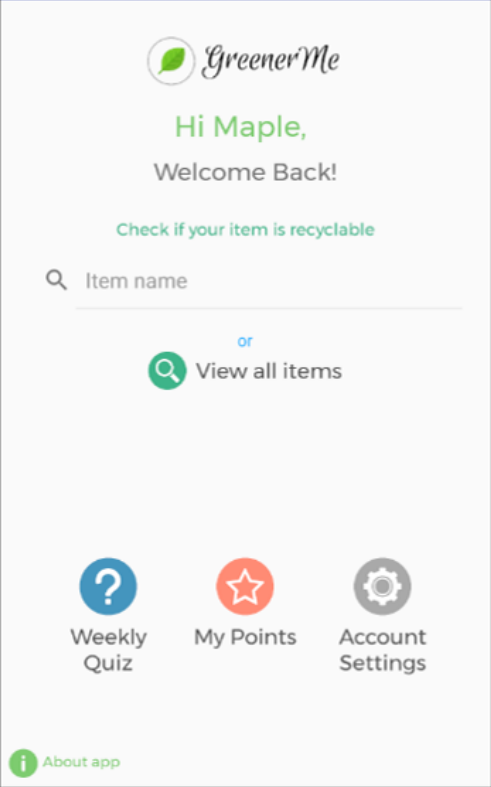 GreenerMe
Hi Maple,
Welcome Back!
Check if your item is recyclable
Item name
or
View all items
?
Weekly
Quiz
My Points
Account
Settings
i
About app